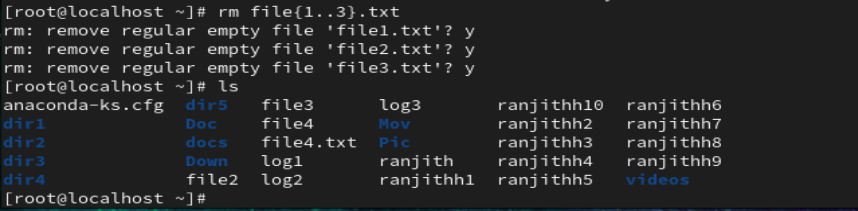 [root@localhost ~]# rm file{1..3}.txt
rm: remove regular empty file 'file1.txt'? y
rm: remove regular empty file 'file2.txt'? y
rm: remove regular empty file 'file3.txt'? y
[root@localhost ~]# ls
anaconda-ks.cfg  dir5   file3      log3       ranjithh10  ranjithh6
dir1             Doc    file4      Mov        ranjithh2   ranjithh7
dir2             docs   file4.txt  Pic        ranjithh3   ranjithh8
dir3             Down   log1       ranjith    ranjithh4   ranjithh9
dir4             file2  log2       ranjithh1  ranjithh5   videos
[root@localhost ~]#